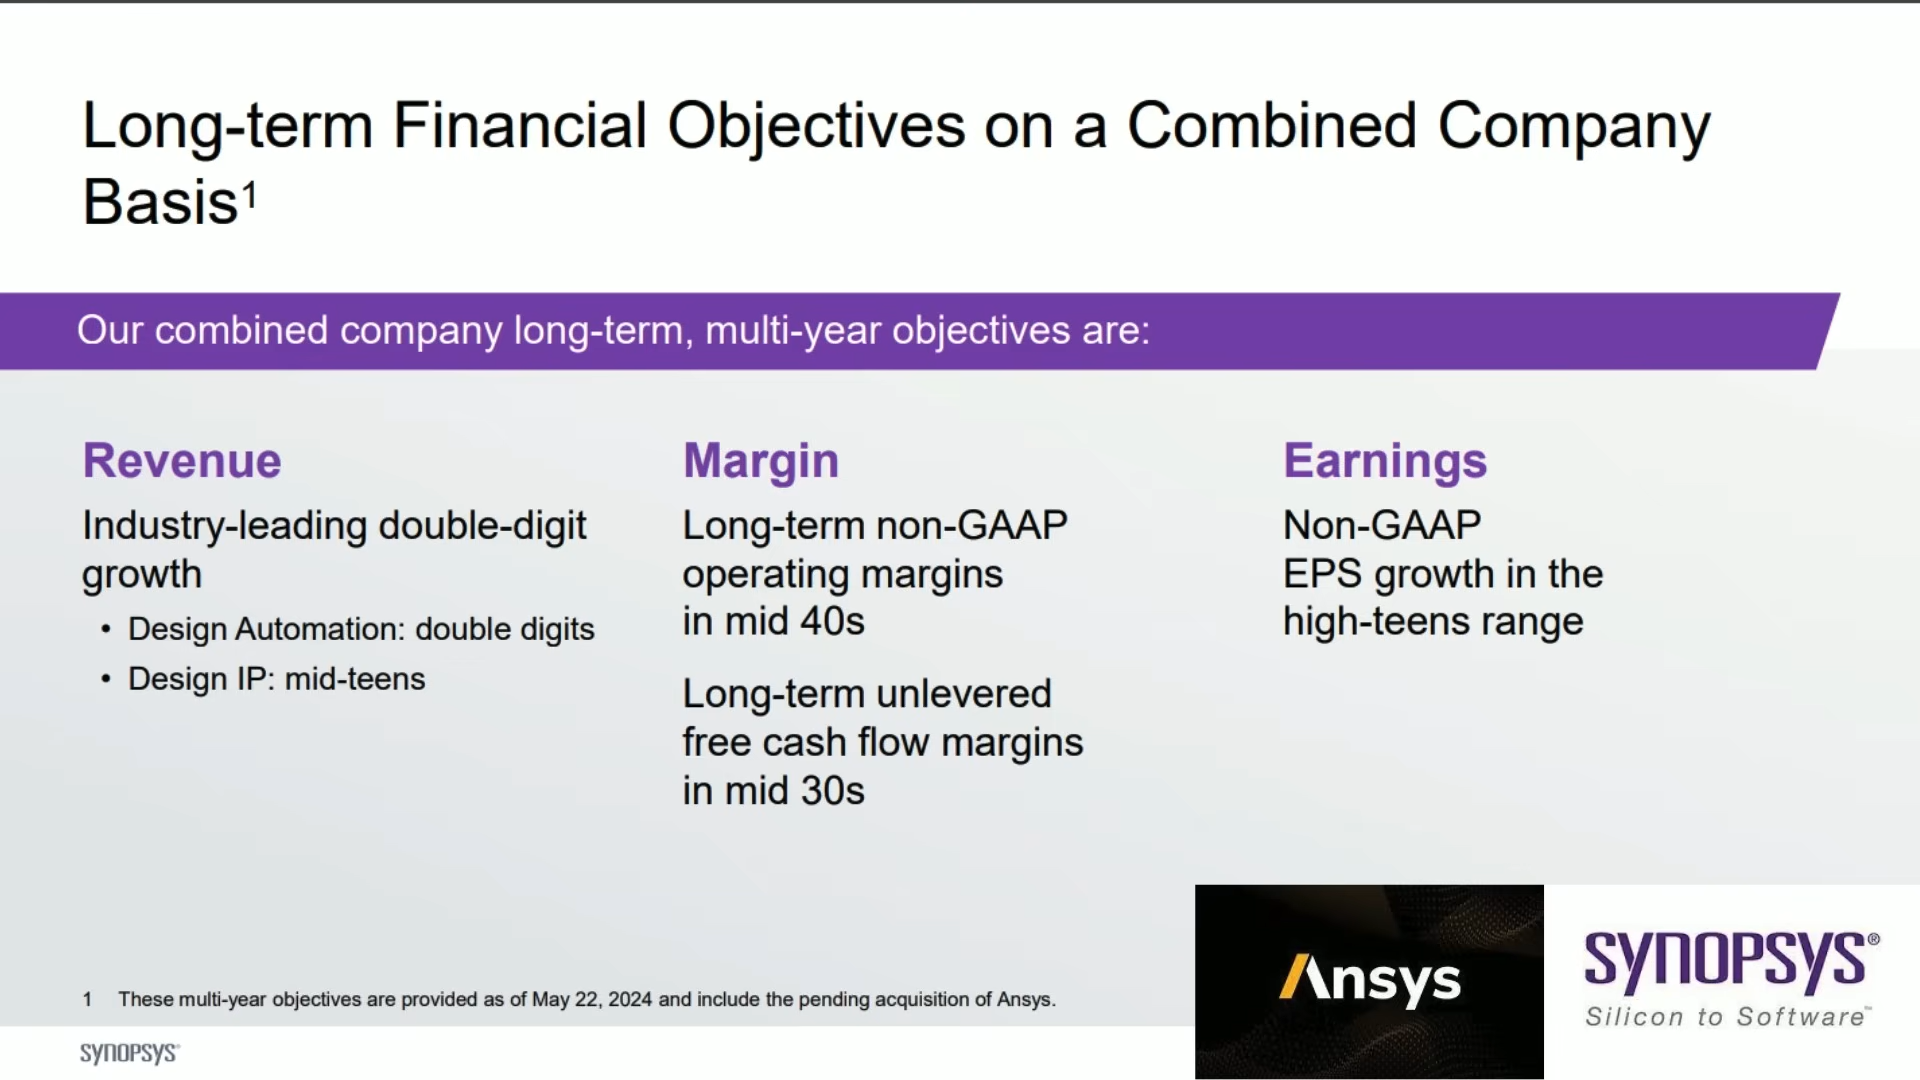 Long-term Financial Objectives on a Combined Company
Basis¹
Our combined company long-term, multi-year objectives are:
Revenue
Industry-leading double-digit
growth
• Design Automation: double digits
• Design IP: mid-teens
Margin
Long-term non-GAAP
operating margins
in mid 40s
Long-term unlevered
free cash flow margins
in mid 30s
Earnings
Non-GAAP
EPS growth in the
high-teens range
1 These multi-year objectives are provided as of May 22, 2024 and include the pending acquisition of Ansys.
SYNOPSYS®
Ansys
SYNOPSYS®
Silicon to Software™